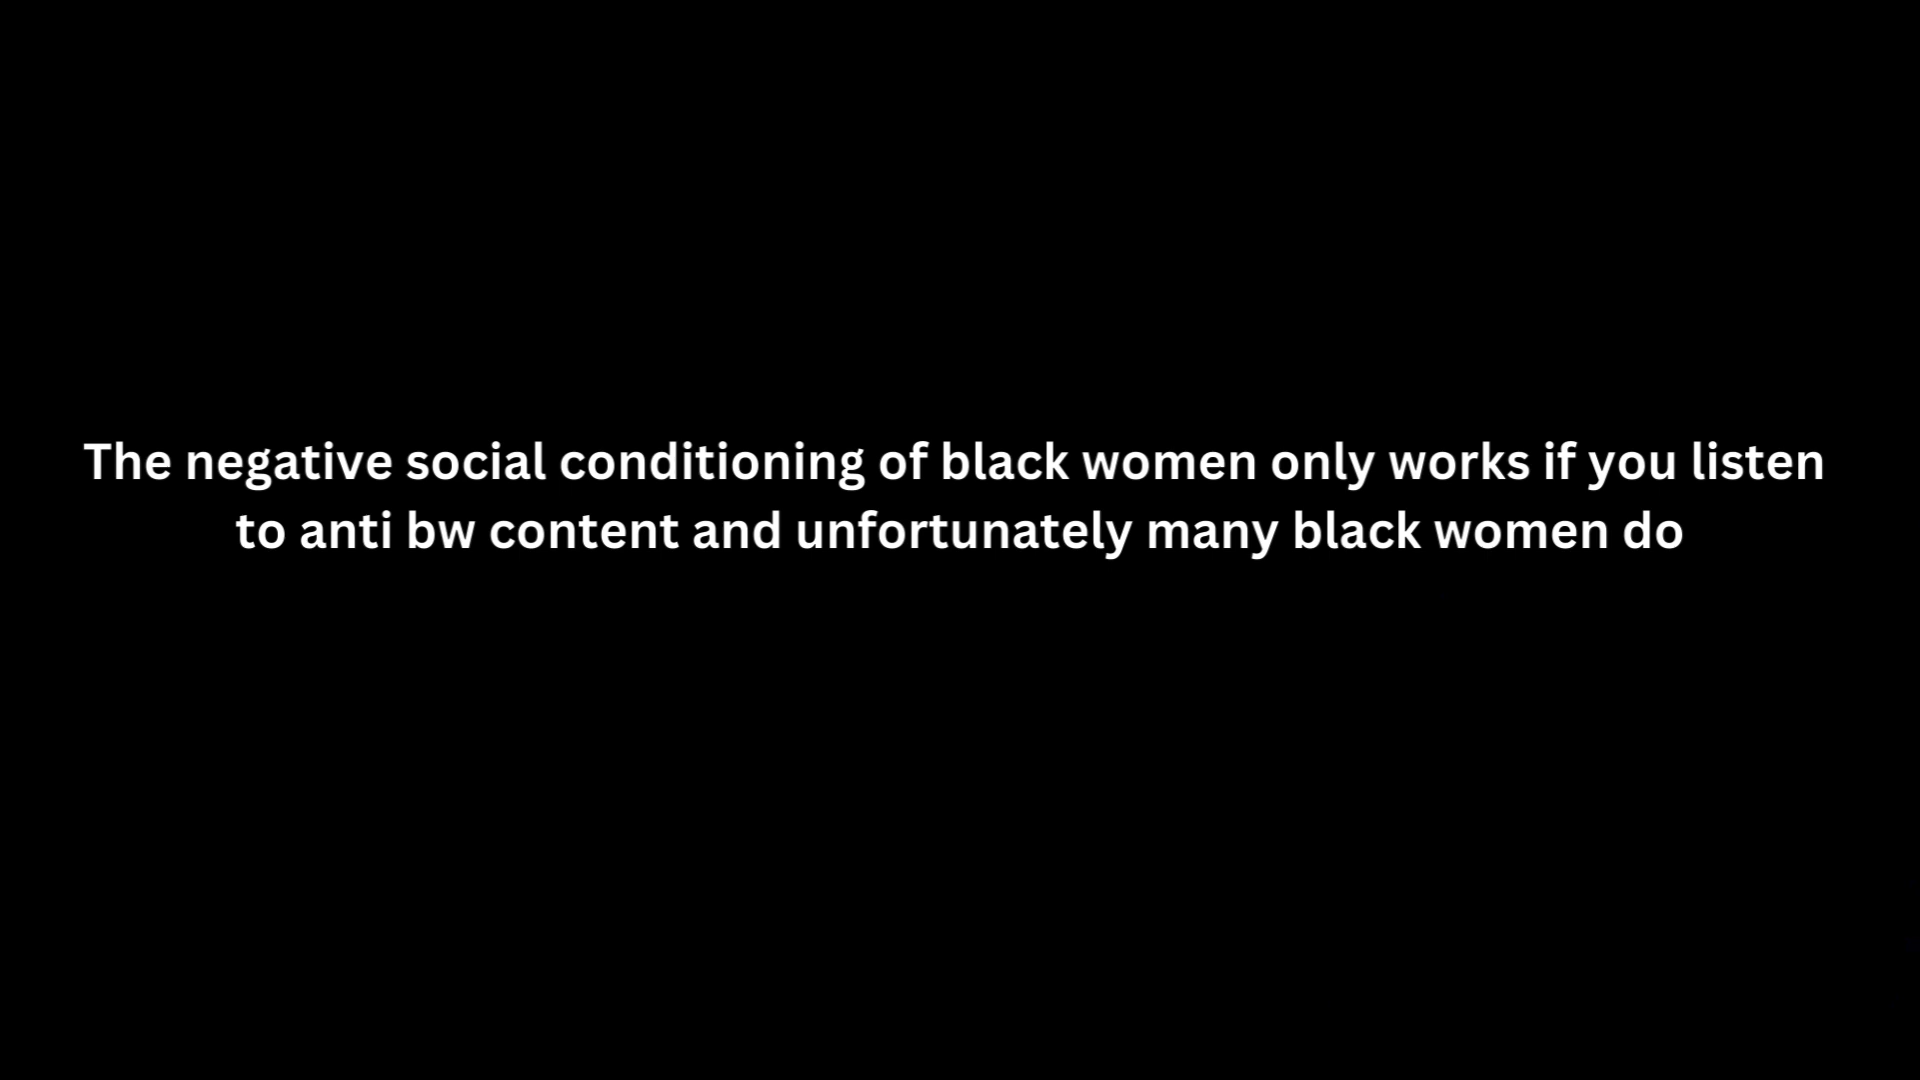 The negative social conditioning of black women only works if you listen
to anti bw content and unfortunately many black women do